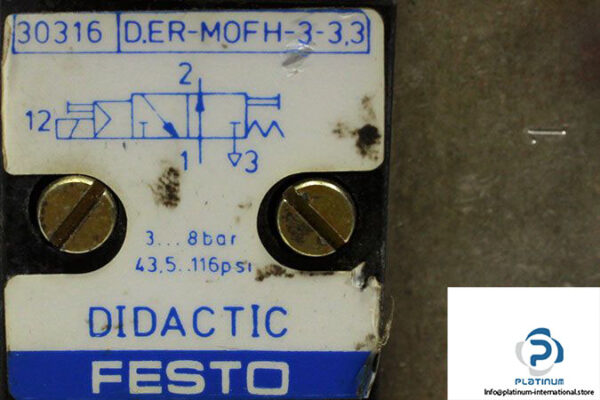 30316 D.ER-MOFH-3-3,3
2
12
1 3
3...8bar
43,5..116psi
DIDACTIC
FESTO
PLATINUM
Info@platinum-international.store